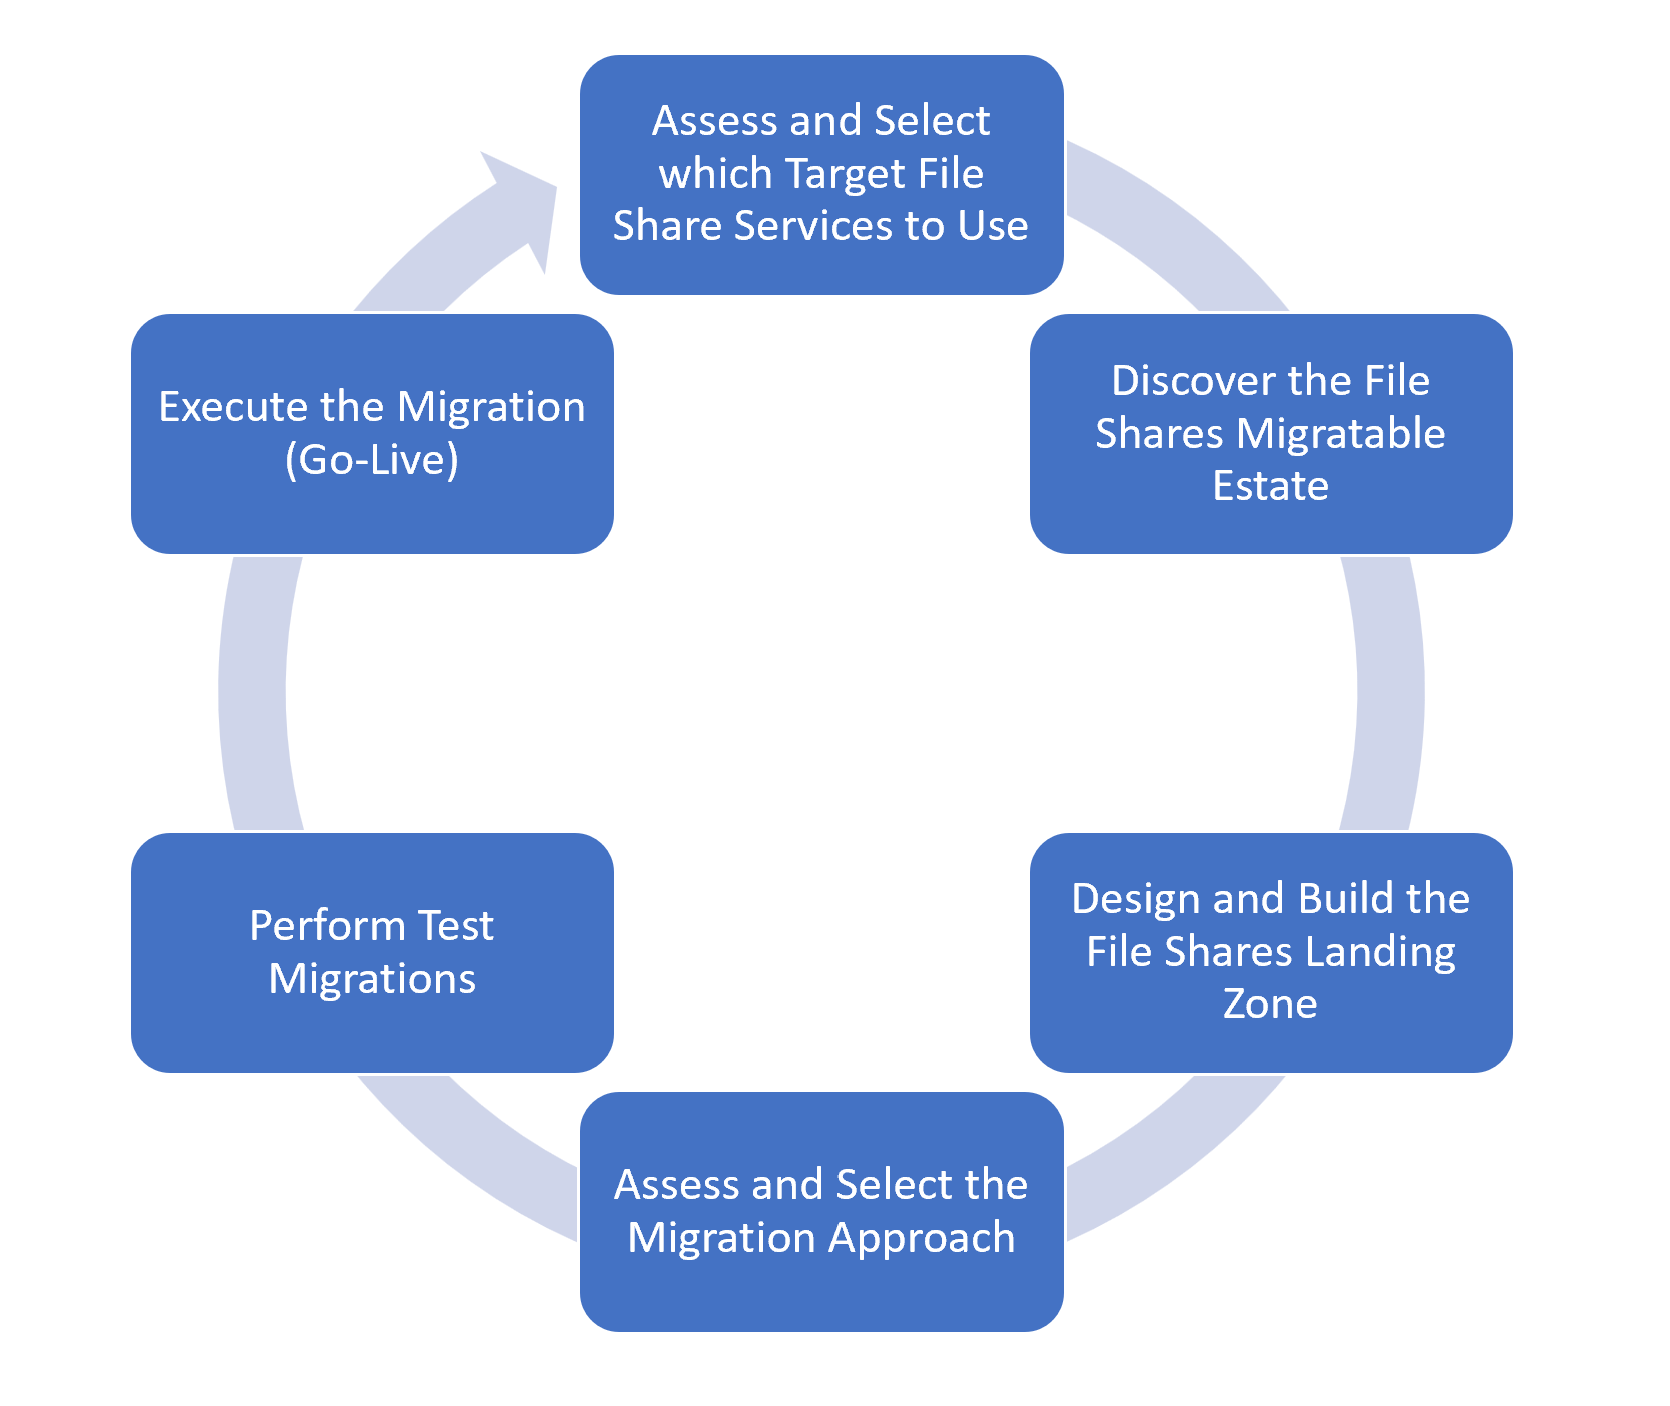 Assess and Select
which Target File
Share Services to Use
Discover the File
Shares Migratable
Estate
Design and Build the
File Shares Landing
Zone
Assess and Select the
Migration Approach
Perform Test
Migrations
Execute the Migration
(Go-Live)